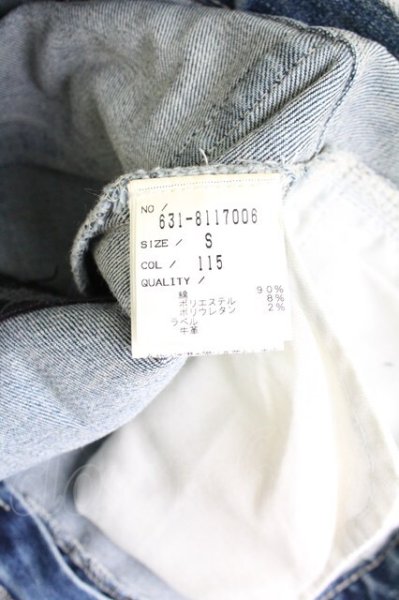 NO / 631-8117006
SIZE / S
COL / 115
QUALITY /
綿 90%
ポリエステル 8%
ポリウレタン 2%
ラベル
牛革